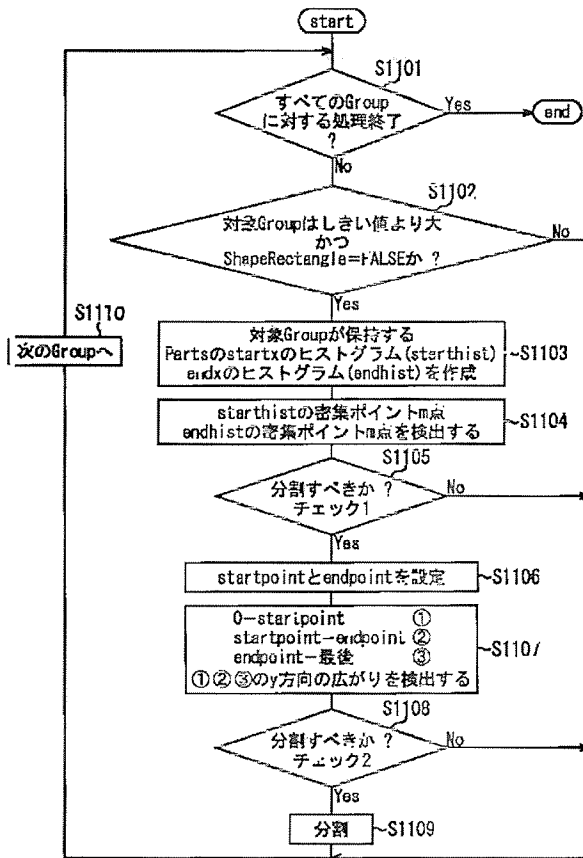 start
S1101
すべてのGroup
に対する処理終了
?
Yes
end
No
S1102
対象Groupはしきい値より大
かつ
ShapeRectangle=FALSEか ?
No
Yes
S1110
次のGroupへ
対象Groupが保持する
Partsのstartxのヒストグラム(starthist)
endxのヒストグラム(endhist)を作成
S1103
starthistの密集ポイントm点
endhistの密集ポイントm点を検出する
S1104
S1105
分割すべきか ?
チェック1
No
Yes
startpointとendpointを設定
S1106
0-startpoint ①
startpoint-endpoint ②
endpoint-最後 ③
①②③のy方向の広がりを検出する
S1107
S1108
分割すべきか ?
チェック2
No
Yes
分割
S1109